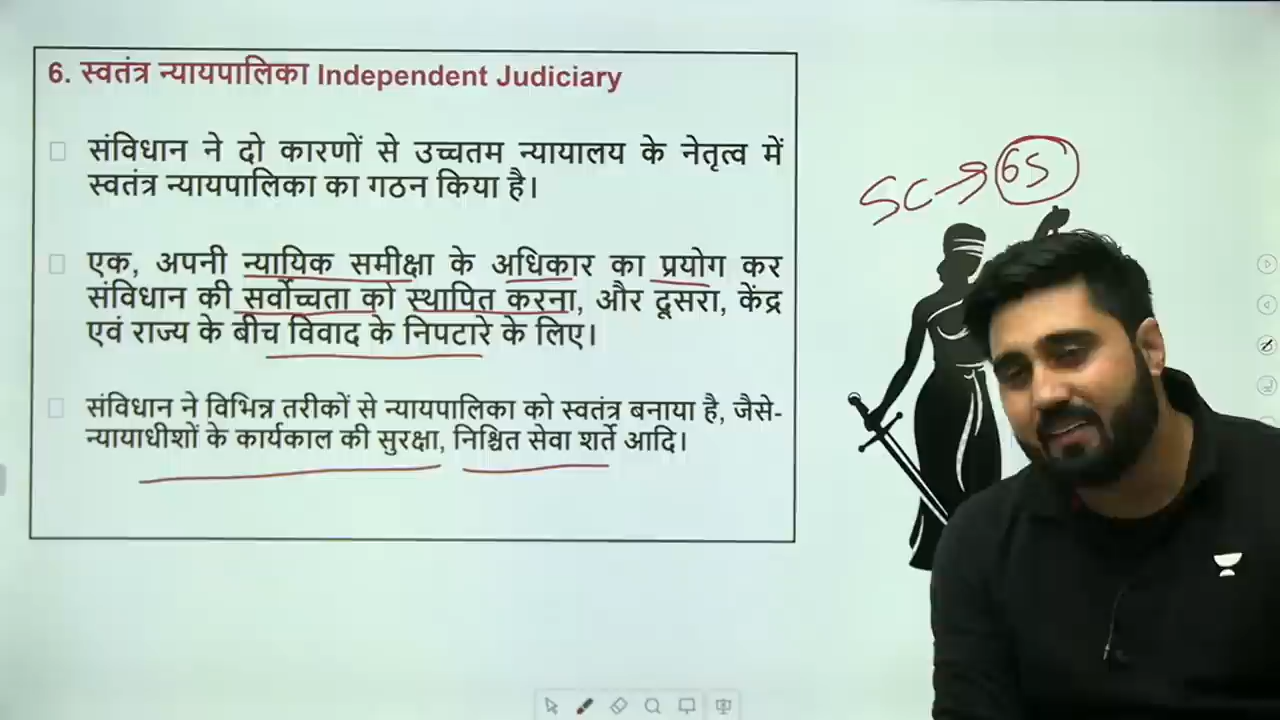 6. स्वतंत्र न्यायपालिका Independent Judiciary
संविधान ने दो कारणों से उच्चतम न्यायालय के नेतृत्व में
स्वतंत्र न्यायपालिका का गठन किया है।
SC → 65
एक, अपनी न्यायिक समीक्षा के अधिकार का प्रयोग कर
संविधान की सर्वोच्चता को स्थापित करना, और दूसरा, केंद्र
एवं राज्य के बीच विवाद के निपटारे के लिए।
संविधान ने विभिन्न तरीकों से न्यायपालिका को स्वतंत्र बनाया है, जैसे-
न्यायाधीशों के कार्यकाल की सुरक्षा, निश्चित सेवा शर्ते आदि।